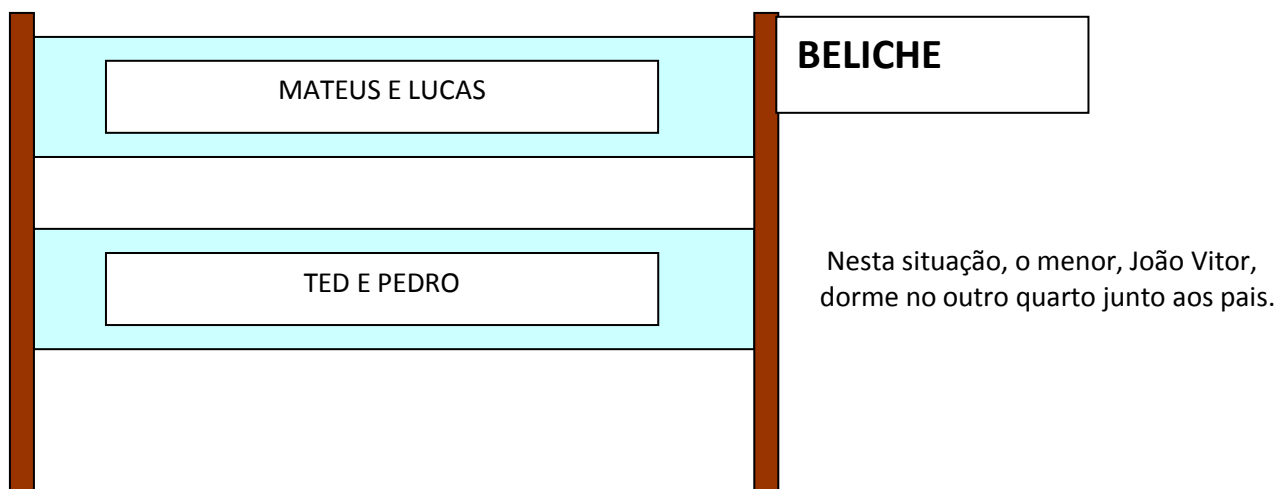 BELICHE
MATEUS E LUCAS
TED E PEDRO
Nesta situação, o menor, João Vitor,
dorme no outro quarto junto aos pais.